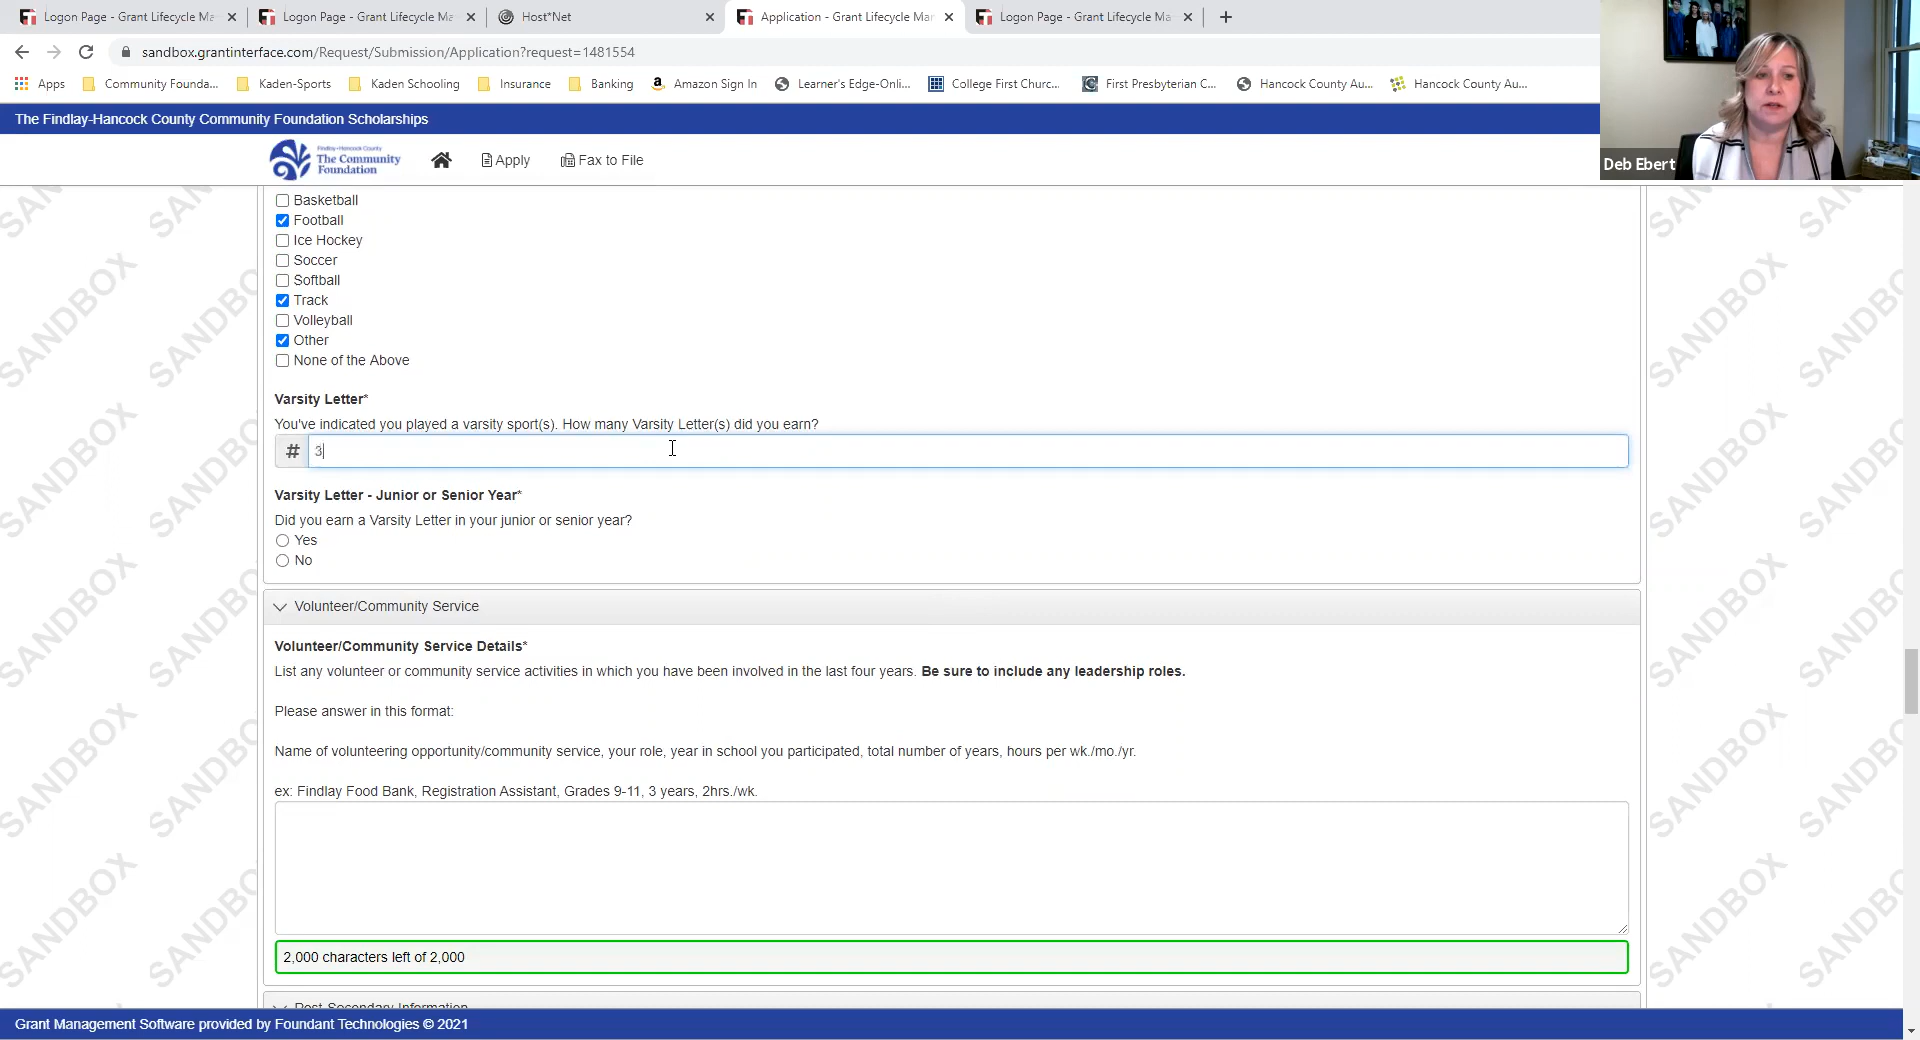 Logon Page - Grant Lifecycle Ma
Logon Page - Grant Lifecycle Ma
Host*Net
Application - Grant Lifecycle Man
Logon Page - Grant Lifecycle Ma
sandbox.grantinterface.com/Request/Submission/Application?request=1481554
Apps
Community Founda...
Kaden-Sports
Kaden Schooling
Insurance
Banking
Amazon Sign In
Learner's Edge-Onli...
College First Churc...
First Presbyterian C...
Hancock County Au...
Hancock County Au...
Deb Ebert
The Findlay-Hancock County Community Foundation Scholarships
Findlay • Hancock County
The Community
Foundation
Apply
Fax to File
Basketball
Football
Ice Hockey
Soccer
Softball
Track
Volleyball
Other
None of the Above
Varsity Letter*
You've indicated you played a varsity sport(s). How many Varsity Letter(s) did you earn?
# 3
Varsity Letter - Junior or Senior Year*
Did you earn a Varsity Letter in your junior or senior year?
Yes
No
Volunteer/Community Service
Volunteer/Community Service Details*
List any volunteer or community service activities in which you have been involved in the last four years. Be sure to include any leadership roles.
Please answer in this format:
Name of volunteering opportunity/community service, your role, year in school you participated, total number of years, hours per wk./mo./yr.
ex: Findlay Food Bank, Registration Assistant, Grades 9-11, 3 years, 2hrs./wk.
2,000 characters left of 2,000
Post-Secondary Information
Grant Management Software provided by Foundant Technologies © 2021
SANDBOX